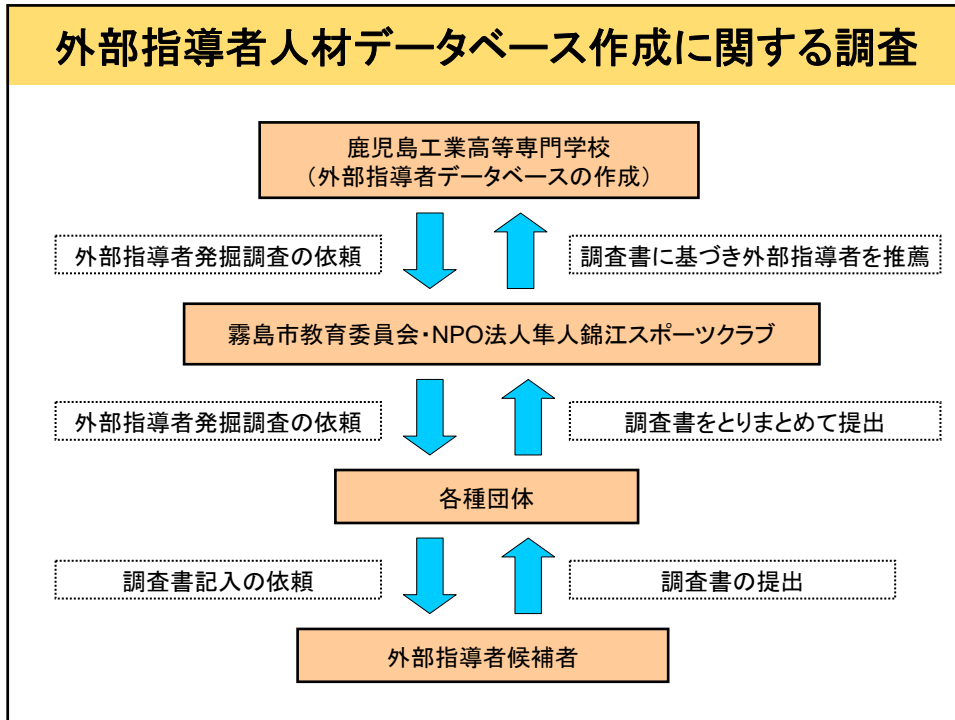 外部指導者人材データベース作成に関する調査
鹿児島工業高等専門学校
（外部指導者データベースの作成）
外部指導者発掘調査の依頼
調査書に基づき外部指導者を推薦
霧島市教育委員会・NPO法人隼人錦江スポーツクラブ
外部指導者発掘調査の依頼
調査書をとりまとめて提出
各種団体
調査書記入の依頼
調査書の提出
外部指導者候補者